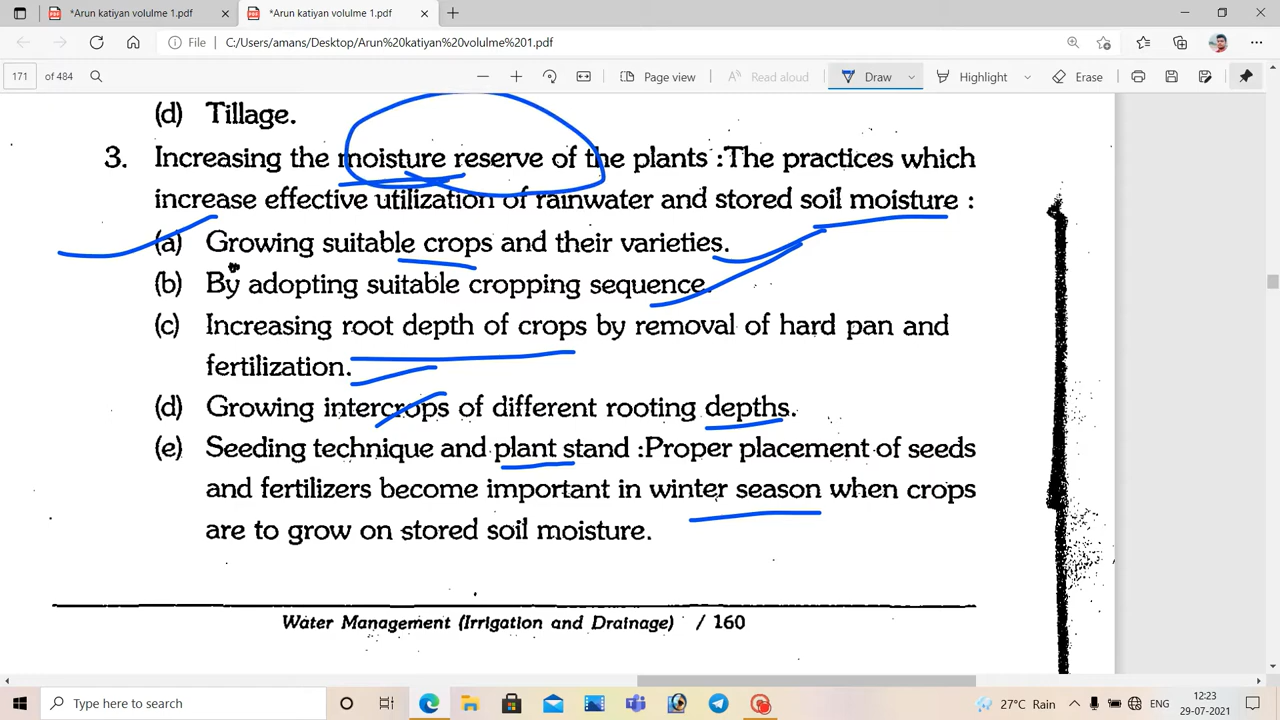 *Arun katiyan volulme 1.pdf
*Arun katiyan volulme 1.pdf
File
C:/Users/amans/Desktop/Arun%20katiyan%20volulme%201.pdf
171 of 484
Page view
Read aloud
Draw
Highlight
Erase
(d) Tillage.
3. Increasing the moisture reserve of the plants :The practices which
increase effective utilization of rainwater and stored soil moisture :
(a) Growing suitable crops and their varieties.
(b) By adopting suitable cropping sequence.
(c) Increasing root depth of crops by removal of hard pan and
fertilization.
(d) Growing intercrops of different rooting depths.
(e) Seeding technique and plant stand :Proper placement of seeds
and fertilizers become important in winter season when crops
are to grow on stored soil moisture.
Water Management (Irrigation and Drainage) / 160
Type here to search
27°C Rain
ENG
12:23
29-07-2021